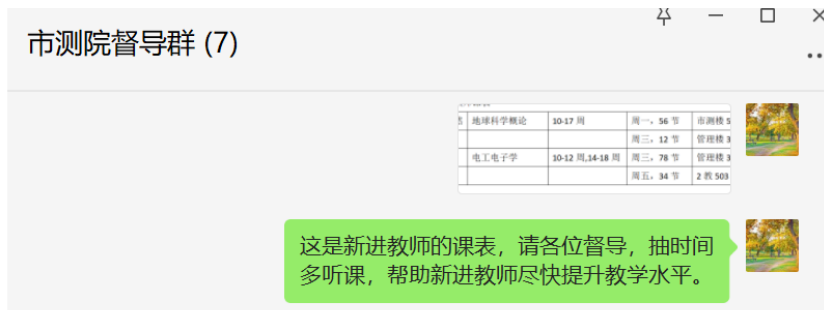 市测院督导群 (7)
地球科学概论 10-17 周 周一，56 节 市测楼 5
周三，12 节 管理楼 3
电工电子学 10-12 周,14-18 周 周三，78 节 管理楼 3
周五，34 节 2 教 503
这是新进教师的课表，请各位督导，抽时间
多听课，帮助新进教师尽快提升教学水平。